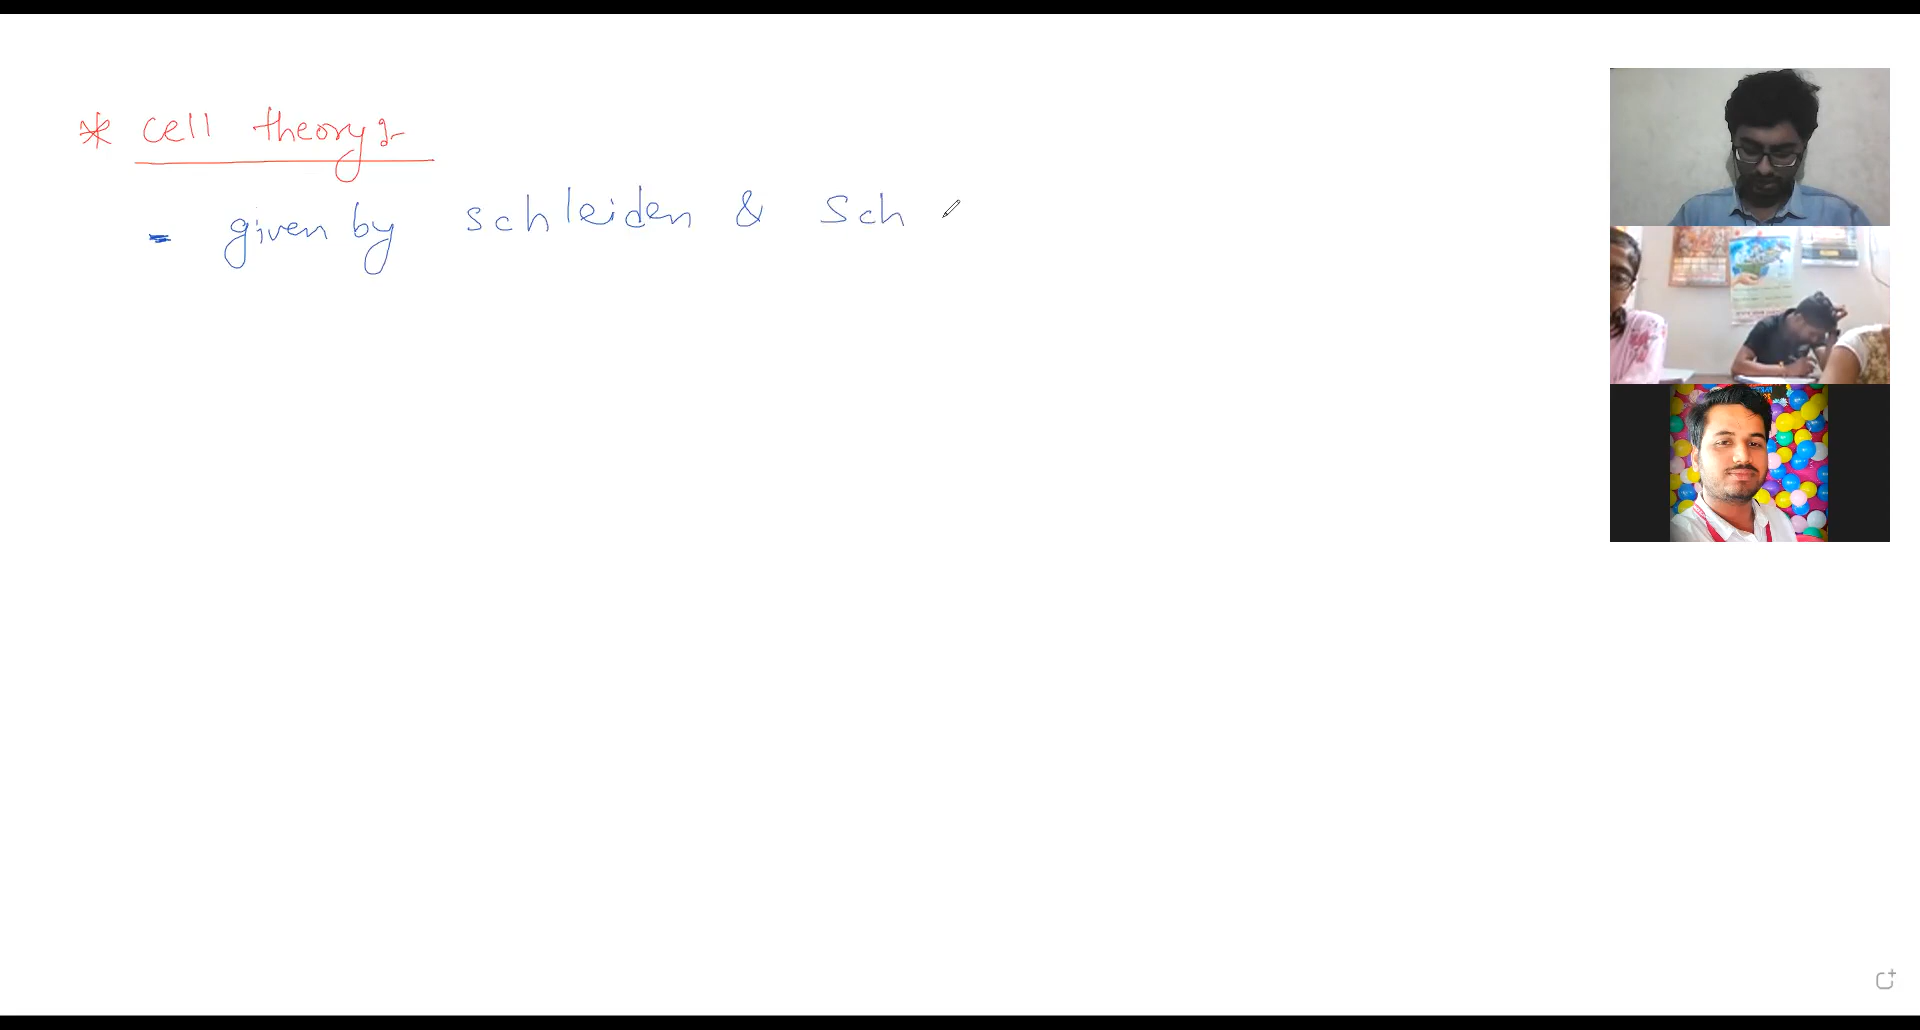 * cell theory :-
- given by schleiden & Sch